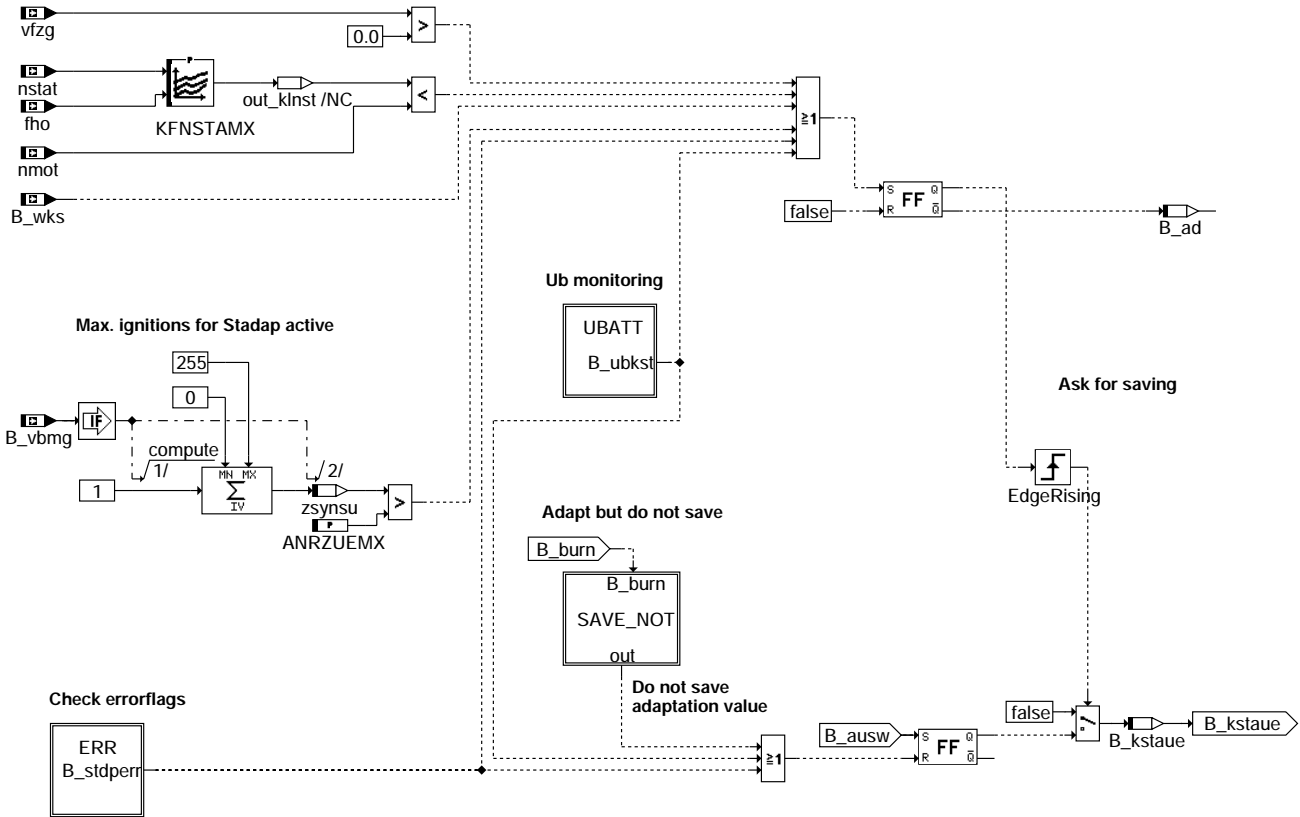 vfzg
>
0.0
nstat
P
fho
KFNSTAMX
out_klnst /NC
<
nmot
B_wks
≧1
S Q
FF
R Q̅
false
B_ad
Ub monitoring
UBATT
B_ubkst
Max. ignitions for Stadap active
255
0
B_vbmg
IF
compute
1/
2/
MN MX
Σ
IV
1
zsynsu
>
P
ANRZUEMX
Ask for saving
EdgeRising
Adapt but do not save
B_burn
B_burn
SAVE_NOT
out
Do not save
adaptation value
Check errorflags
ERR
B_stdperr
≧1
B_ausw
S Q
FF
R Q̅
false
B_kstaue
B_kstaue